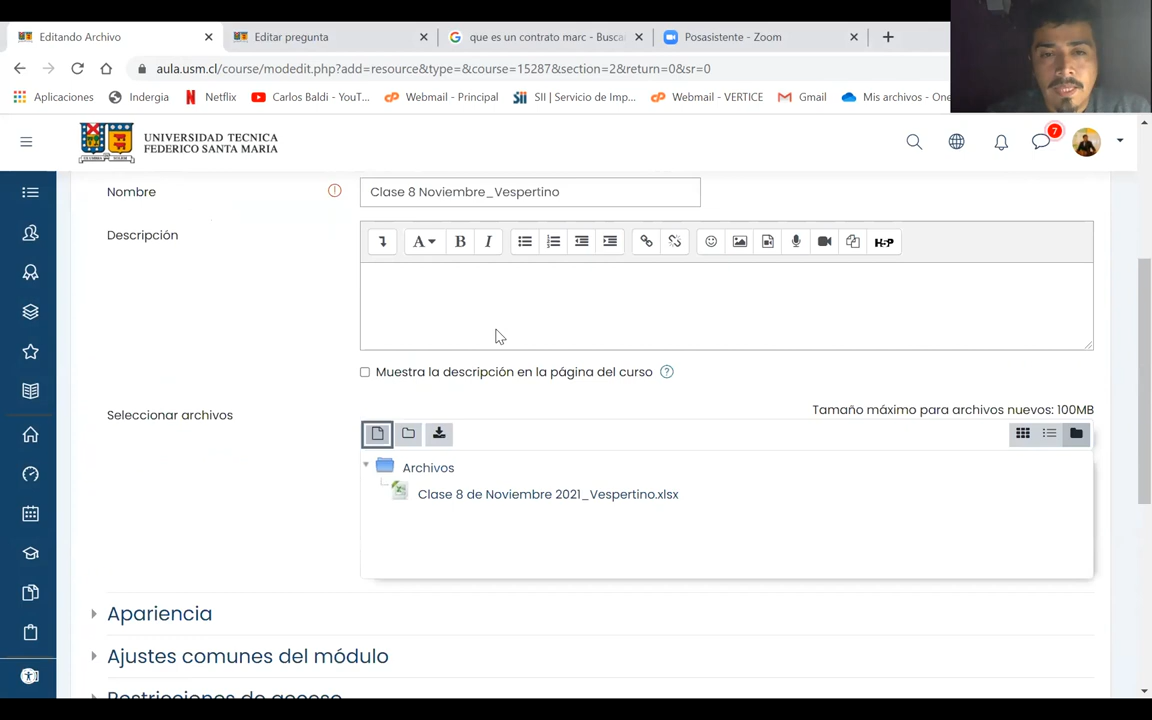 Editando Archivo
Editar pregunta
que es un contrato marc - Busca
Posasistente - Zoom
aula.usm.cl/course/modedit.php?add=resource&type=&course=15287&section=2&return=0&sr=0
Aplicaciones
Indergia
Netflix
Carlos Baldi - YouT...
Webmail - Principal
SII | Servicio de Imp...
Webmail - VERTICE
Gmail
Mis archivos - One
UNIVERSIDAD TECNICA
FEDERICO SANTA MARIA
7
Nombre
Clase 8 Noviembre_Vespertino
Descripción
A
B
I
H5P
Muestra la descripción en la página del curso
Seleccionar archivos
Tamaño máximo para archivos nuevos: 100MB
Archivos
Clase 8 de Noviembre 2021_Vespertino.xlsx
Apariencia
Ajustes comunes del módulo
Restricciones de acceso